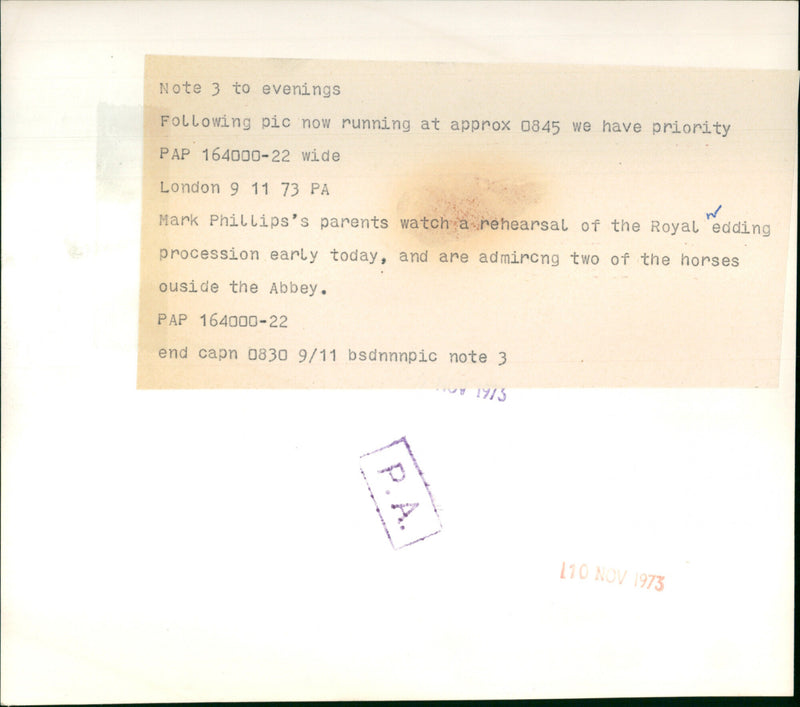 Note 3 to evenings
Following pic now running at approx 0845 we have priority
PAP 164000-22 wide
London 9 11 73 PA
Mark Phillips's parents watch a rehearsal of the Royal wedding
procession early today, and are admircng two of the horses
ouside the Abbey.
PAP 164000-22
end capn 0830 9/11 bsdnnnpic note 3
NOV 1973
P.A.
10 NOV 1973